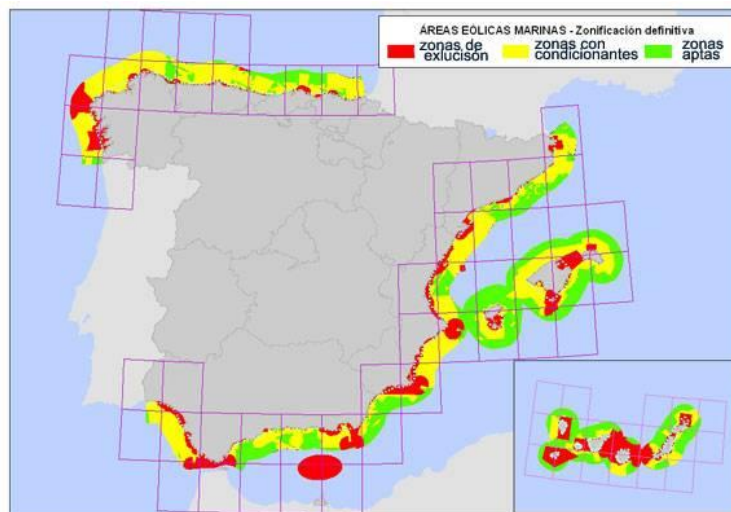 ÁREAS EÓLICAS MARINAS - Zonificación definitiva
zonas de exlucisón
zonas con condicionantes
zonas aptas